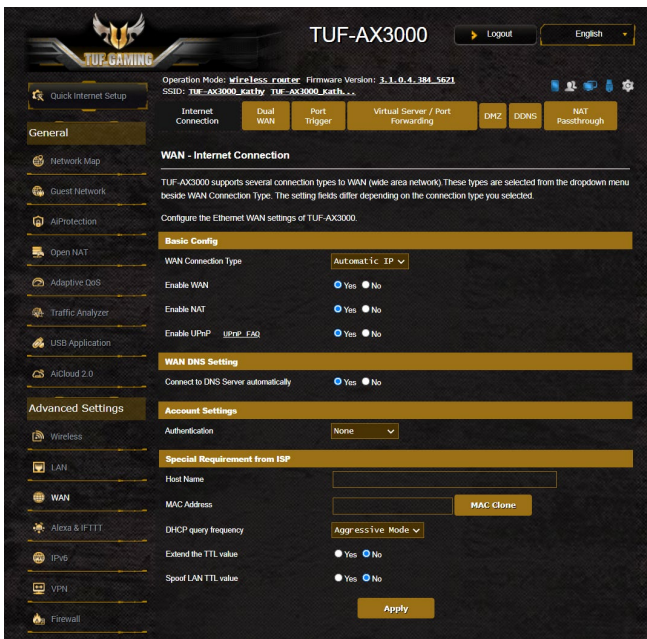 TUF GAMING
TUF-AX3000
Logout
English
Quick Internet Setup
General
Network Map
Guest Network
AiProtection
Open NAT
Adaptive QoS
Traffic Analyzer
USB Application
AiCloud 2.0
Advanced Settings
Wireless
LAN
WAN
Alexa & IFTTT
IPv6
VPN
Firewall
Operation Mode: Wireless router Firmware Version: 3.1.0.4.384_5621
SSID: TUF-AX3000_Kathy TUF-AX3000_Kath...
Internet Connection
Dual WAN
Port Trigger
Virtual Server / Port Forwarding
DMZ
DDNS
NAT Passthrough
WAN - Internet Connection
TUF-AX3000 supports several connection types to WAN (wide area network).These types are selected from the dropdown menu
beside WAN Connection Type. The setting fields differ depending on the connection type you selected.
Configure the Ethernet WAN settings of TUF-AX3000.
Basic Config
WAN Connection Type Automatic IP
Enable WAN Yes No
Enable NAT Yes No
Enable UPnP UPnP FAQ Yes No
WAN DNS Setting
Connect to DNS Server automatically Yes No
Account Settings
Authentication None
Special Requirement from ISP
Host Name
MAC Address MAC Clone
DHCP query frequency Aggressive Mode
Extend the TTL value Yes No
Spoof LAN TTL value Yes No
Apply